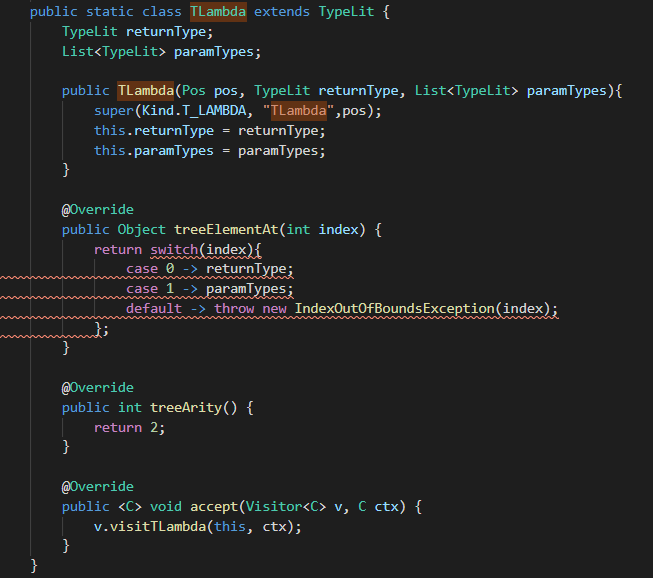 public static class TLambda extends TypeLit {
    TypeLit returnType;
    List<TypeLit> paramTypes;

    public TLambda(Pos pos, TypeLit returnType, List<TypeLit> paramTypes){
        super(Kind.T_LAMBDA, "TLambda",pos);
        this.returnType = returnType;
        this.paramTypes = paramTypes;
    }

    @Override
    public Object treeElementAt(int index) {
        return switch(index){
            case 0 -> returnType;
            case 1 -> paramTypes;
            default -> throw new IndexOutOfBoundsException(index);
        };
    }

    @Override
    public int treeArity() {
        return 2;
    }

    @Override
    public <C> void accept(Visitor<C> v, C ctx) {
        v.visitTLambda(this, ctx);
    }
}